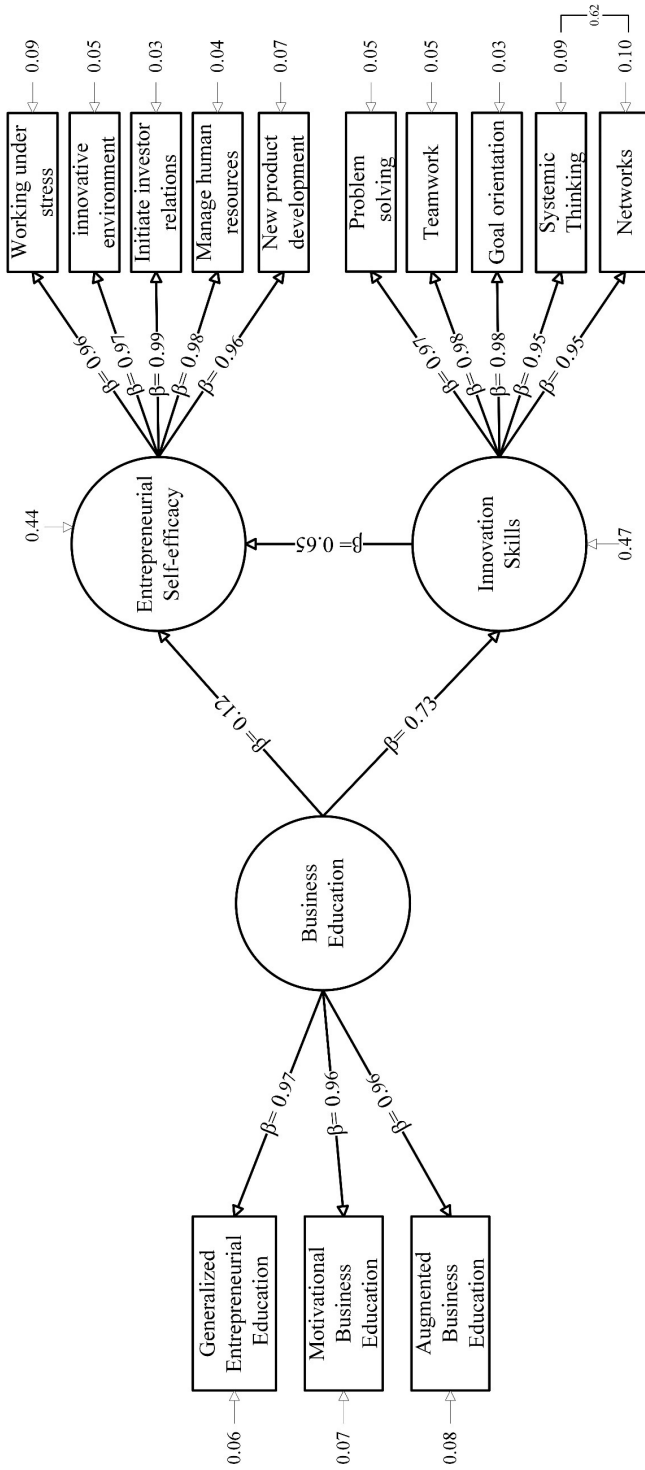 0.06
Generalized
Entrepreneurial
Education
0.07
Motivational
Business
Education
0.08
Augmented
Business
Education
β= 0.97
β= 0.96
β= 0.96
Business
Education
β= 0.12
β= 0.73
0.44
Entrepreneurial
Self-efficacy
β= 0.65
Innovation
Skills
0.47
β= 0.96
β= 0.97
β= 0.99
β= 0.98
β= 0.96
Working under
stress
0.09
innovative
environment
0.05
Initiate investor
relations
0.03
Manage human
resources
0.04
New product
development
0.07
β= 0.97
β= 0.98
β= 0.98
β= 0.95
β= 0.95
Problem
solving
0.05
Teamwork
0.05
Goal orientation
0.03
Systemic
Thinking
0.09
Networks
0.10
0.62